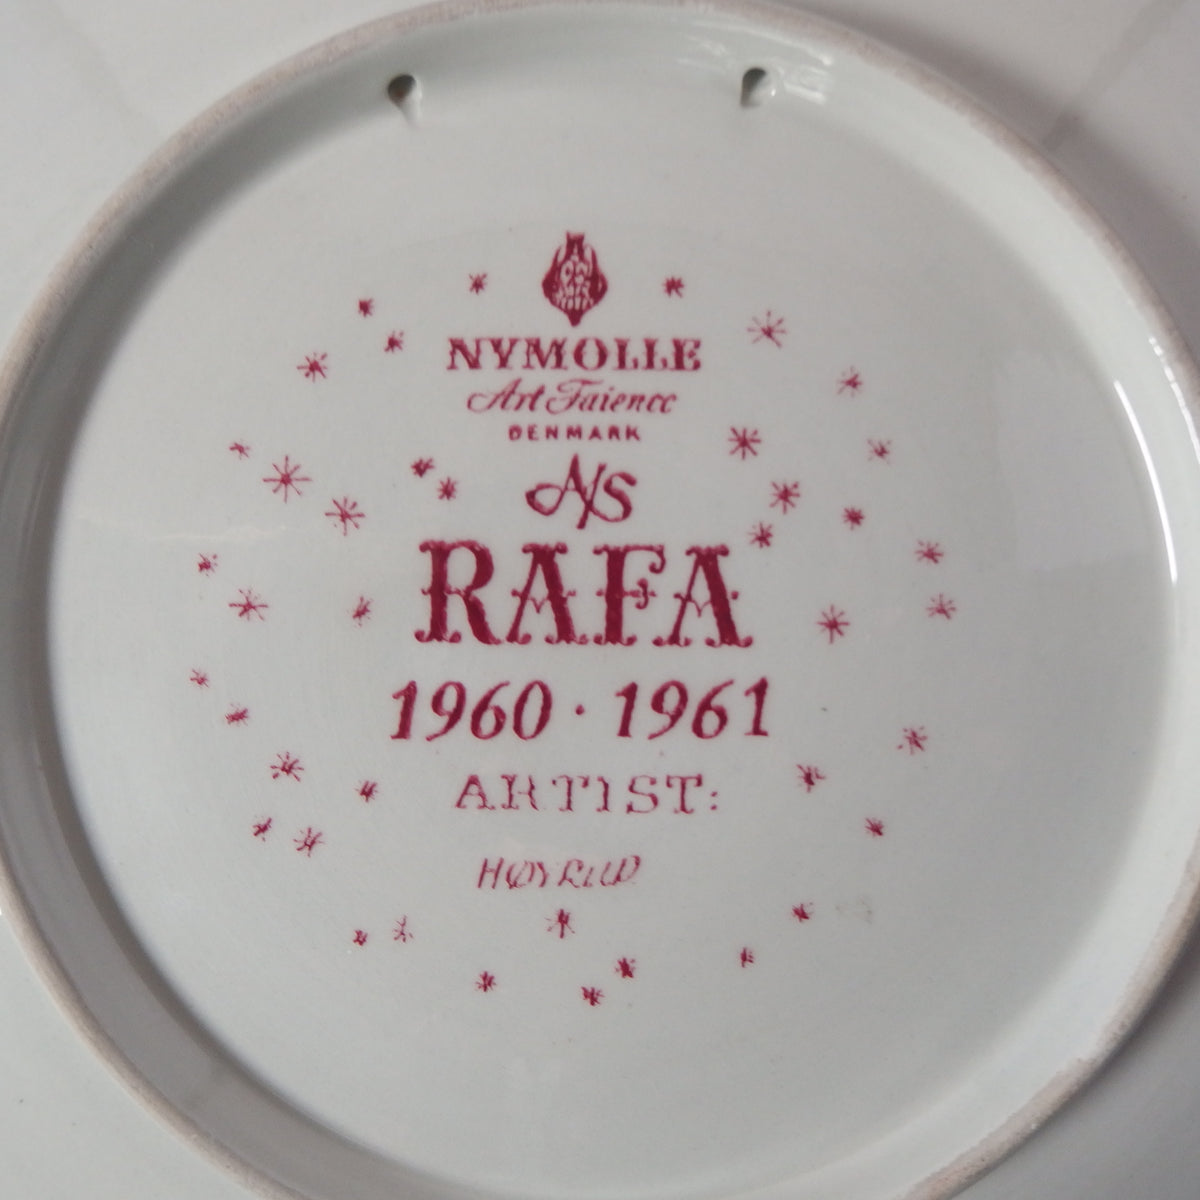 NYMOLLE
Art Faience
DENMARK
A/S
RAFA
1960 · 1961
ARTIST:
HØYRUP